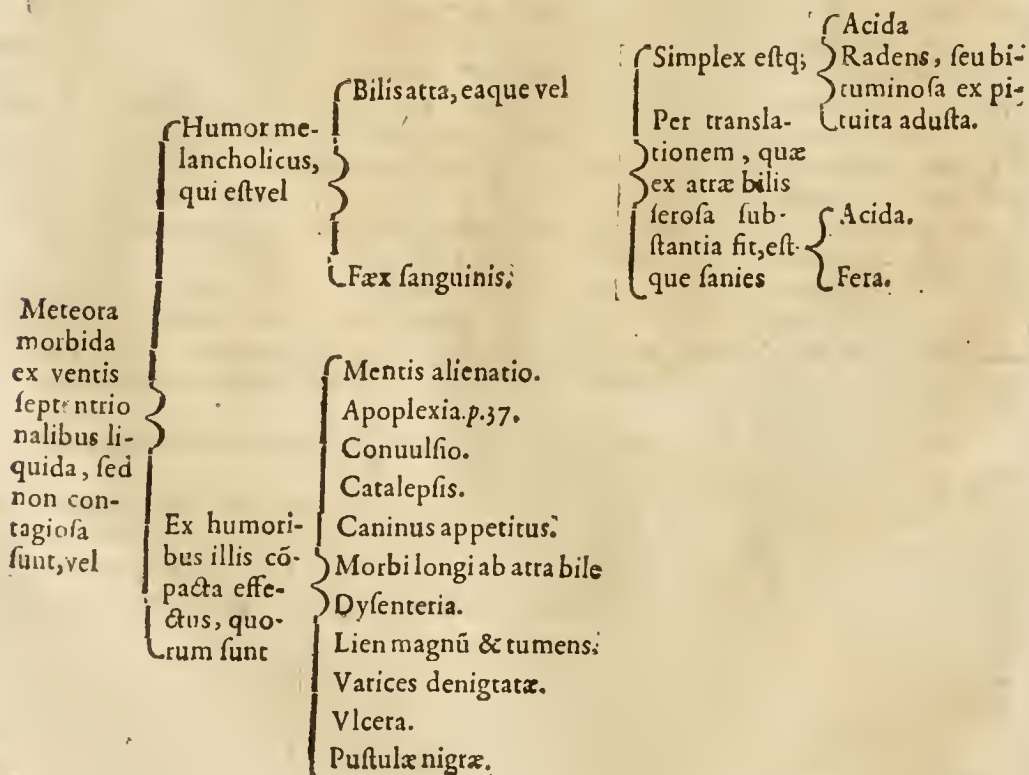 Meteora
morbida
ex ventis
ſeptentrio
nalibus li-
quida, ſed
non con-
tagioſa
ſunt, vel
Humor me-
lancholicus,
qui eſt vel
Bilis atta, eaque vel
Simplex eſtq;
Acida
Radens, ſeu bi-
tuminoſa ex pi-
tuita aduſta.
Per transla-
tionem, quæ
ex atræ bilis
ſeroſa ſub-
ſtantia fit, eſt-
que ſanies
Acida.
Fera.
Fæx ſanguinis.
Ex humori-
bus illis cõ-
pacta effe-
ctus, quo-
rum ſunt
Mentis alienatio.
Apoplexia.p.37.
Conuulſio.
Catalepſis.
Caninus appetitus.
Morbi longi ab atra bile
Dyſenteria.
Lien magnũ & tumens.
Varices denigtatæ.
Vlcera.
Puſtulæ nigræ.